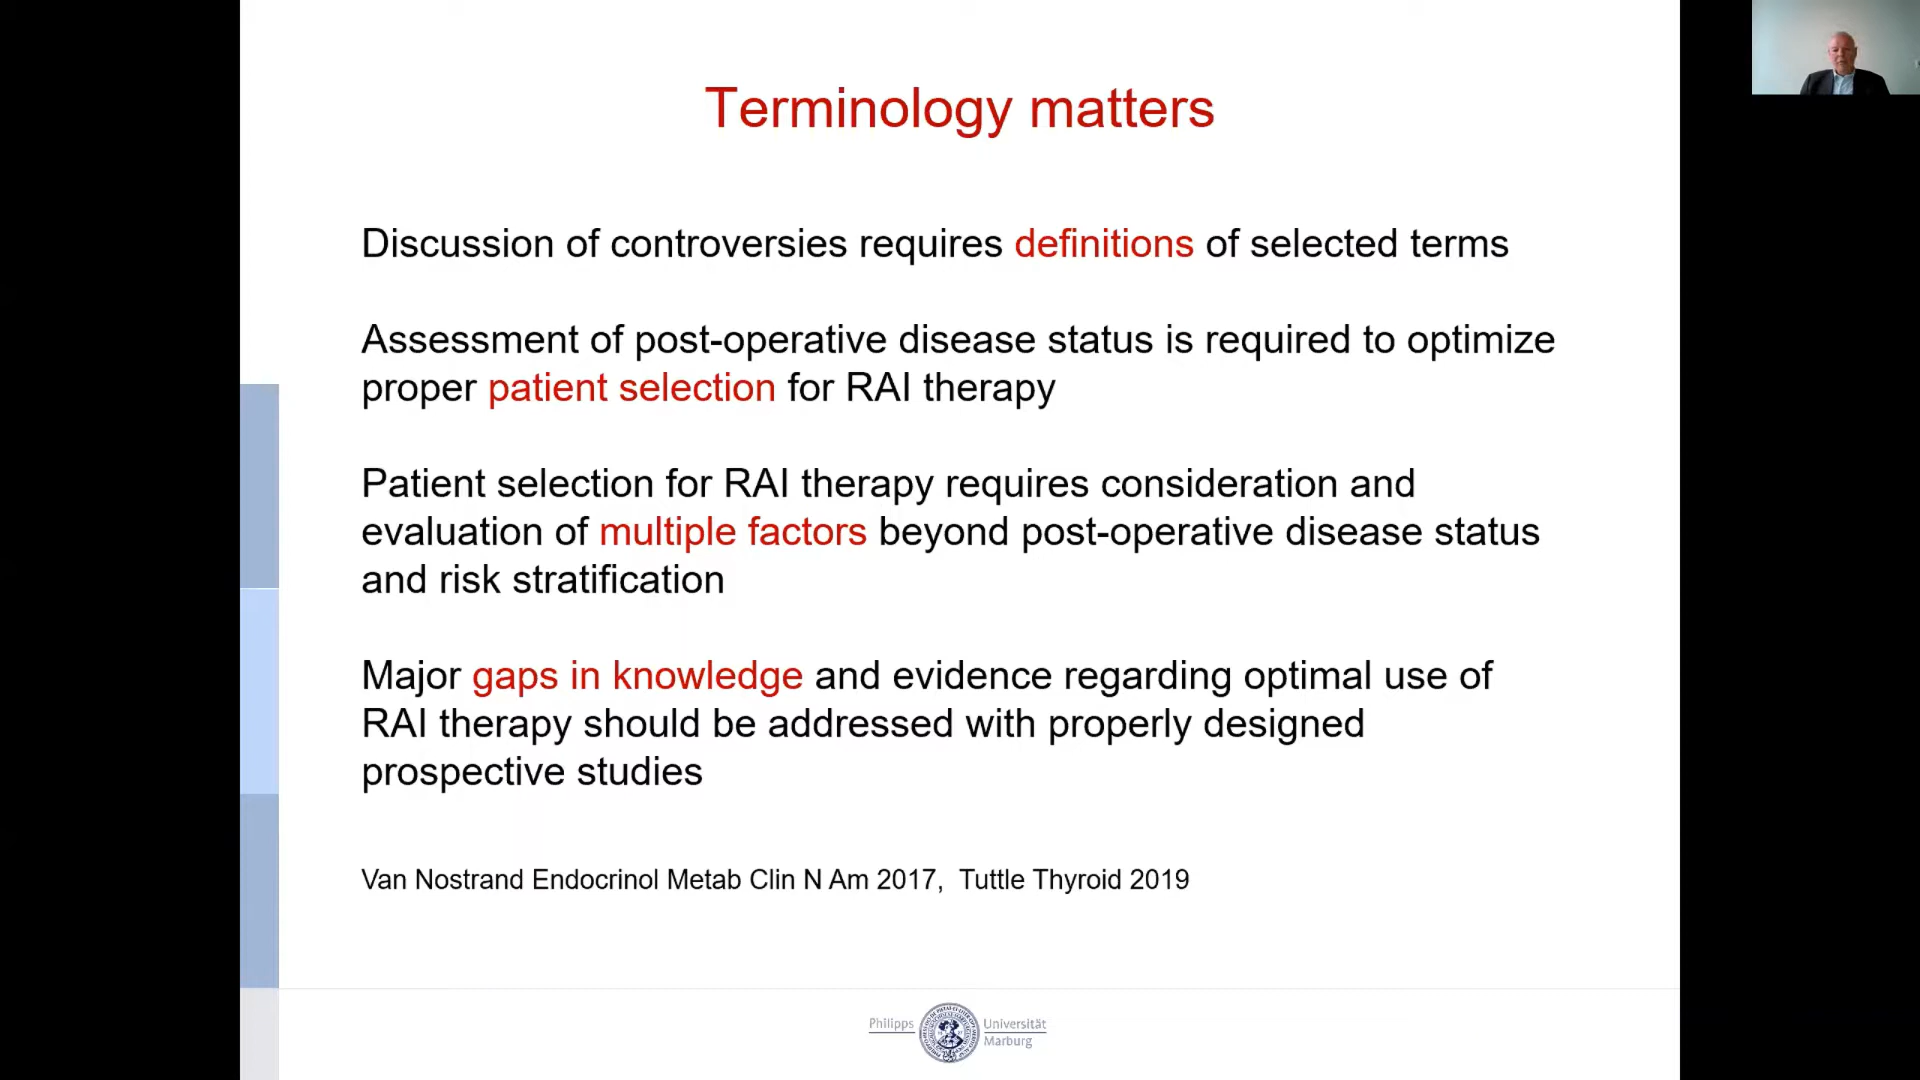 Terminology matters
Discussion of controversies requires definitions of selected terms
Assessment of post-operative disease status is required to optimize
proper patient selection for RAI therapy
Patient selection for RAI therapy requires consideration and
evaluation of multiple factors beyond post-operative disease status
and risk stratification
Major gaps in knowledge and evidence regarding optimal use of
RAI therapy should be addressed with properly designed
prospective studies
Van Nostrand Endocrinol Metab Clin N Am 2017, Tuttle Thyroid 2019
Philipps Universität
Marburg